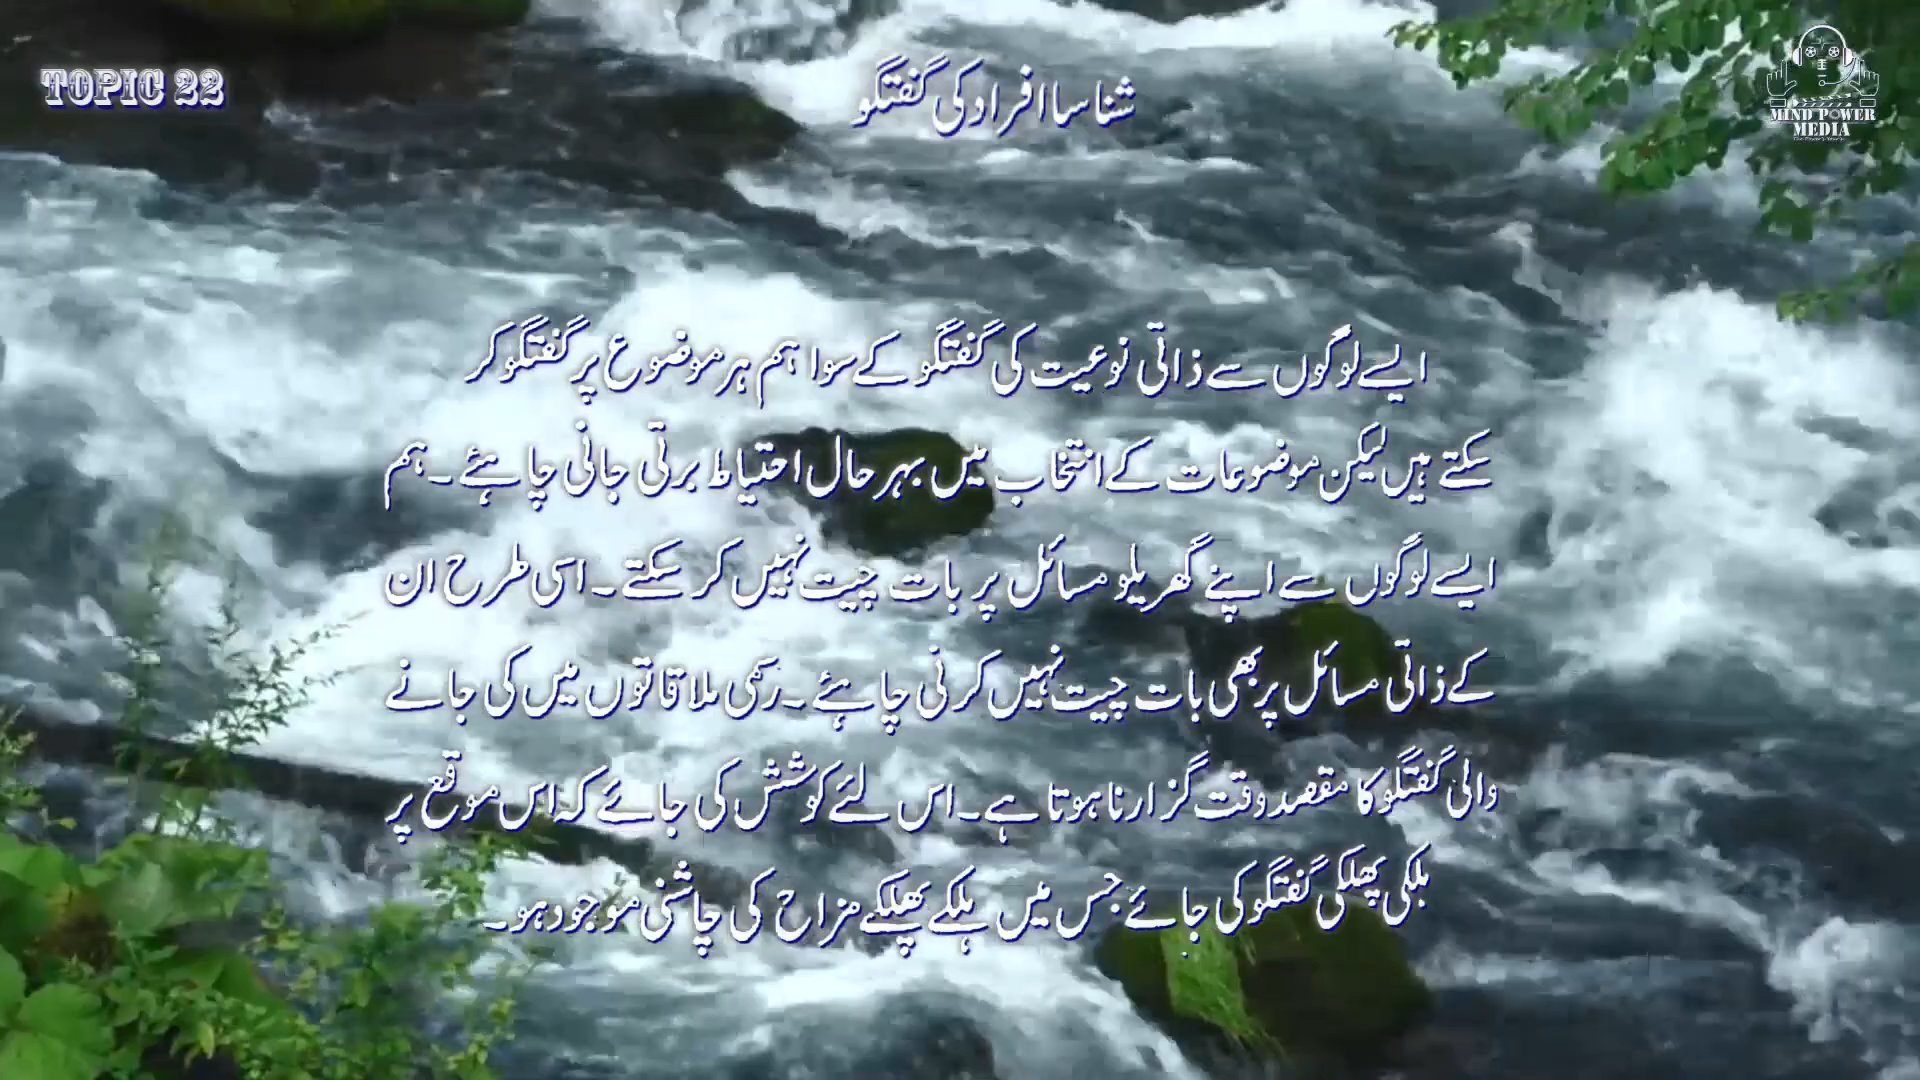 TOPIC 22
شناسا افراد کی گفتگو
MIND POWER
MEDIA
ایسے لوگوں سے ذاتی نوعیت کی گفتگو کے سوا ہم ہر موضوع پر گفتگو کر
سکتے ہیں لیکن موضوعات کے انتخاب میں بہر حال احتیاط برتی جانی چاہئے ۔ ہم
ایسے لوگوں سے اپنے گھریلو مسائل پر بات چیت نہیں کر سکتے ۔ اسی طرح ان
کے ذاتی مسائل پر بھی بات چیت نہیں کرنی چاہئے ۔ رسمی ملاقاتوں میں کی جانے
والی گفتگو کا مقصد وقت گزارنا ہوتا ہے ۔ اس لئے کوشش کی جائے کہ اس موقع پر
ہلکی پھلکی گفتگو کی جائے جس میں ہلکے پھلکے مزاح کی چاشنی موجود ہو ۔